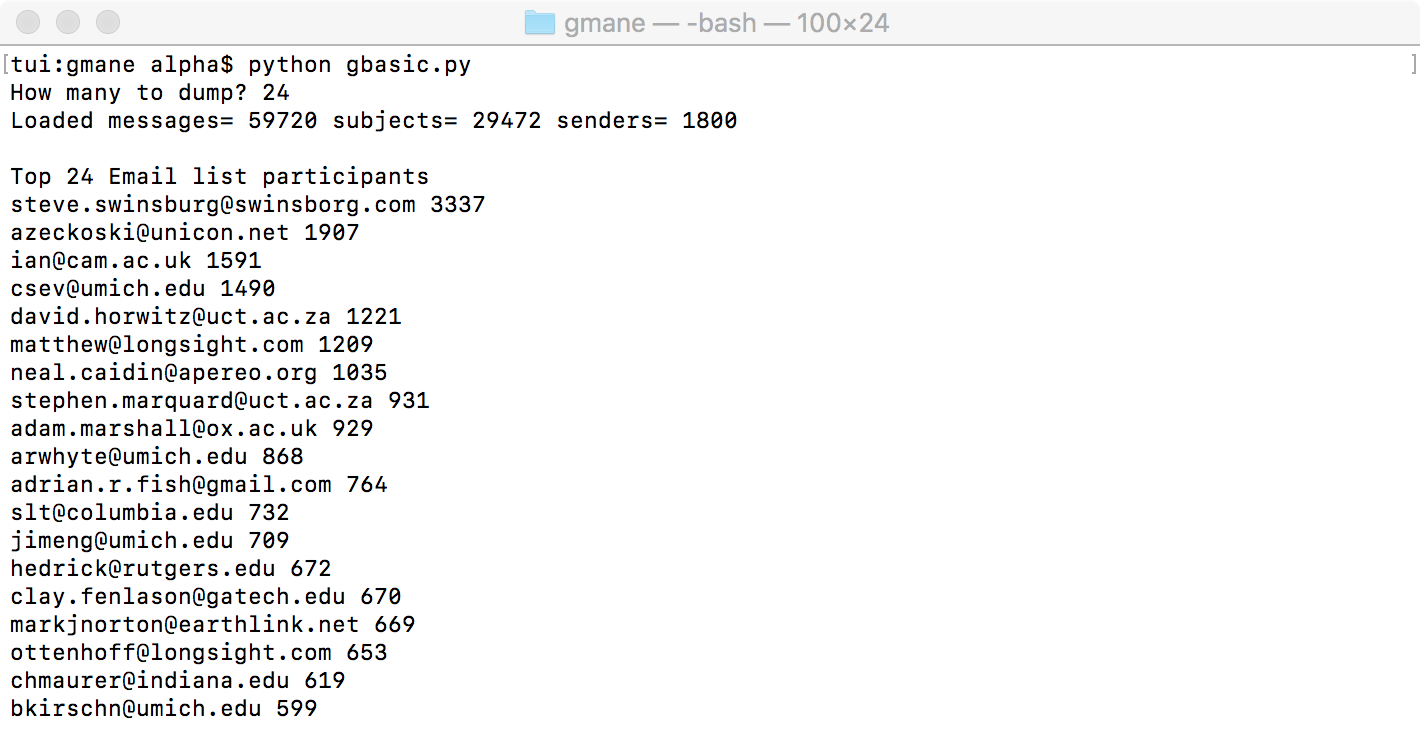 gmane — -bash — 100×24
[tui:gmane alpha$ python gbasic.py ]
How many to dump? 24
Loaded messages= 59720 subjects= 29472 senders= 1800
Top 24 Email list participants
steve.swinsburg@swinsborg.com 3337
azeckoski@unicon.net 1907
ian@cam.ac.uk 1591
csev@umich.edu 1490
david.horwitz@uct.ac.za 1221
matthew@longsight.com 1209
neal.caidin@apereo.org 1035
stephen.marquard@uct.ac.za 931
adam.marshall@ox.ac.uk 929
arwhyte@umich.edu 868
adrian.r.fish@gmail.com 764
slt@columbia.edu 732
jimeng@umich.edu 709
hedrick@rutgers.edu 672
clay.fenlason@gatech.edu 670
markjnorton@earthlink.net 669
ottenhoff@longsight.com 653
chmaurer@indiana.edu 619
bkirschn@umich.edu 599